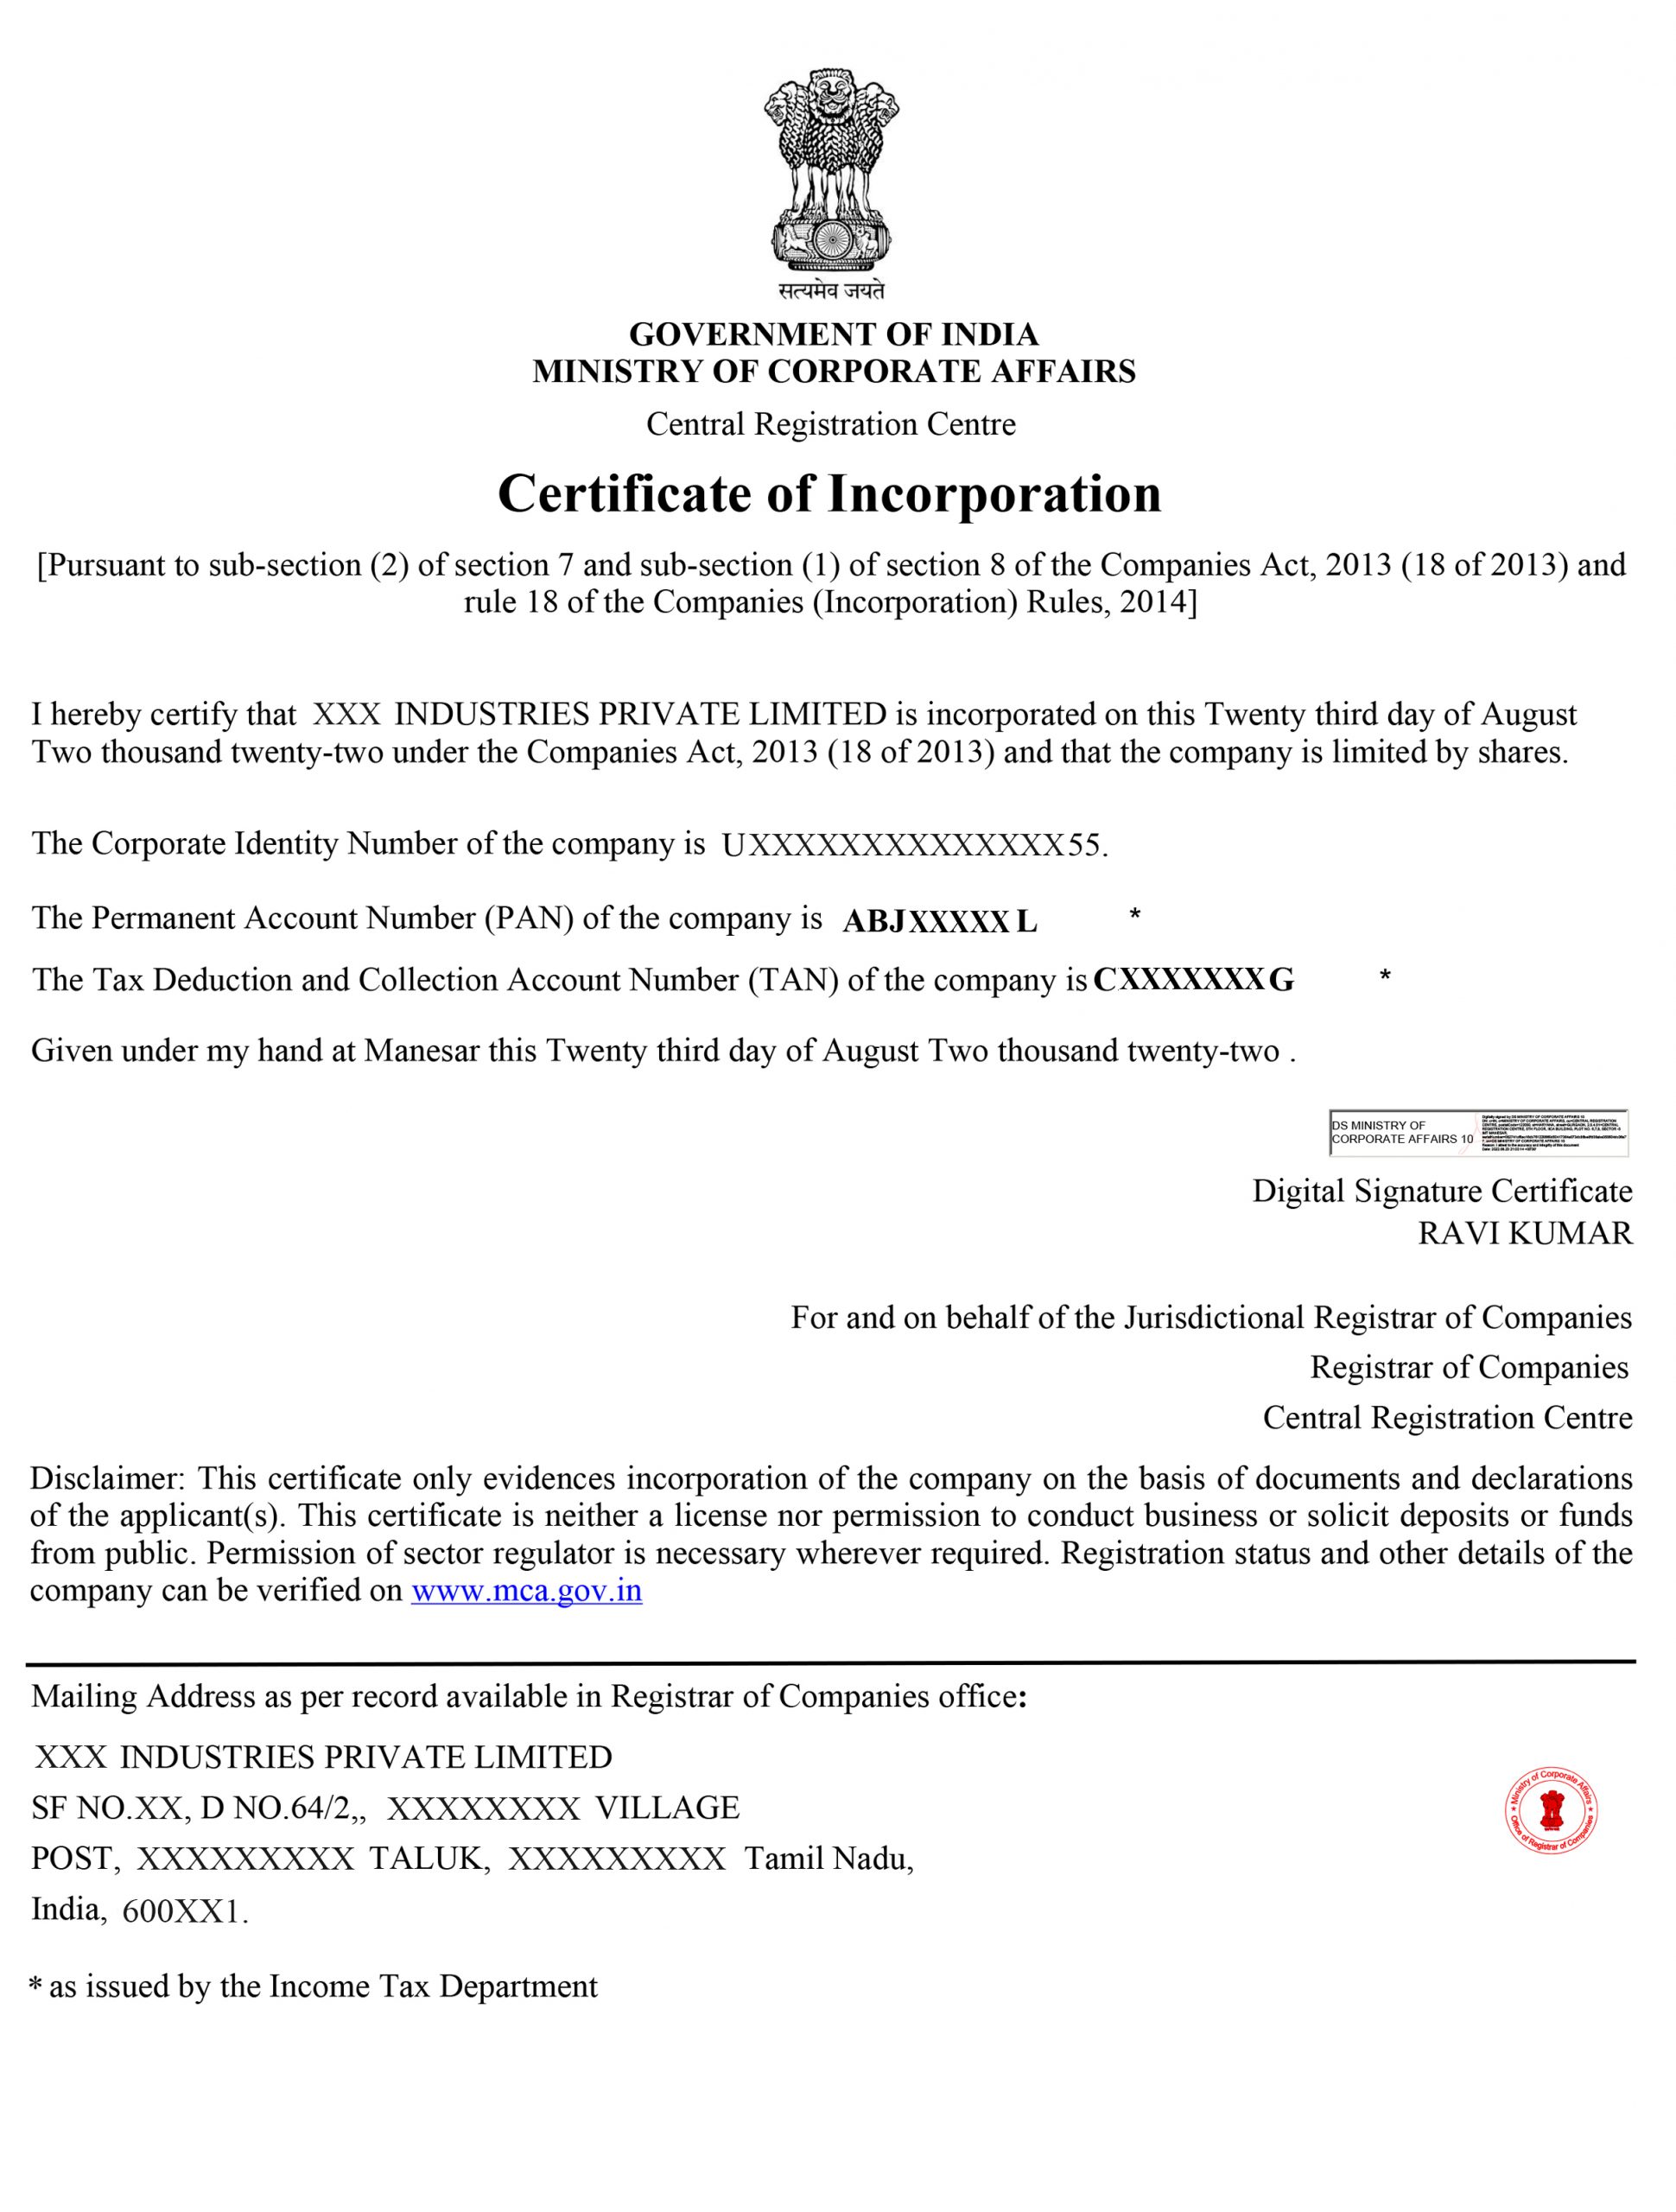 सत्यमेव जयते
GOVERNMENT OF INDIA
MINISTRY OF CORPORATE AFFAIRS
Central Registration Centre
Certificate of Incorporation
[Pursuant to sub-section (2) of section 7 and sub-section (1) of section 8 of the Companies Act, 2013 (18 of 2013) and
rule 18 of the Companies (Incorporation) Rules, 2014]
I hereby certify that XXX INDUSTRIES PRIVATE LIMITED is incorporated on this Twenty third day of August
Two thousand twenty-two under the Companies Act, 2013 (18 of 2013) and that the company is limited by shares.
The Corporate Identity Number of the company is UXXXXXXXXXXXXXX55.
The Permanent Account Number (PAN) of the company is ABJXXXXX L *
The Tax Deduction and Collection Account Number (TAN) of the company is CXXXXXXXG *
Given under my hand at Manesar this Twenty third day of August Two thousand twenty-two .
DS MINISTRY OF
CORPORATE AFFAIRS 10
Digital Signature Certificate
RAVI KUMAR
For and on behalf of the Jurisdictional Registrar of Companies
Registrar of Companies
Central Registration Centre
Disclaimer: This certificate only evidences incorporation of the company on the basis of documents and declarations
of the applicant(s). This certificate is neither a license nor permission to conduct business or solicit deposits or funds
from public. Permission of sector regulator is necessary wherever required. Registration status and other details of the
company can be verified on www.mca.gov.in
Mailing Address as per record available in Registrar of Companies office:
XXX INDUSTRIES PRIVATE LIMITED
SF NO.XX, D NO.64/2,, XXXXXXXX VILLAGE
POST, XXXXXXXXX TALUK, XXXXXXXXX Tamil Nadu,
India, 600XX1.
* as issued by the Income Tax Department
Ministry of Corporate Affairs
Office of Registrar of Companies